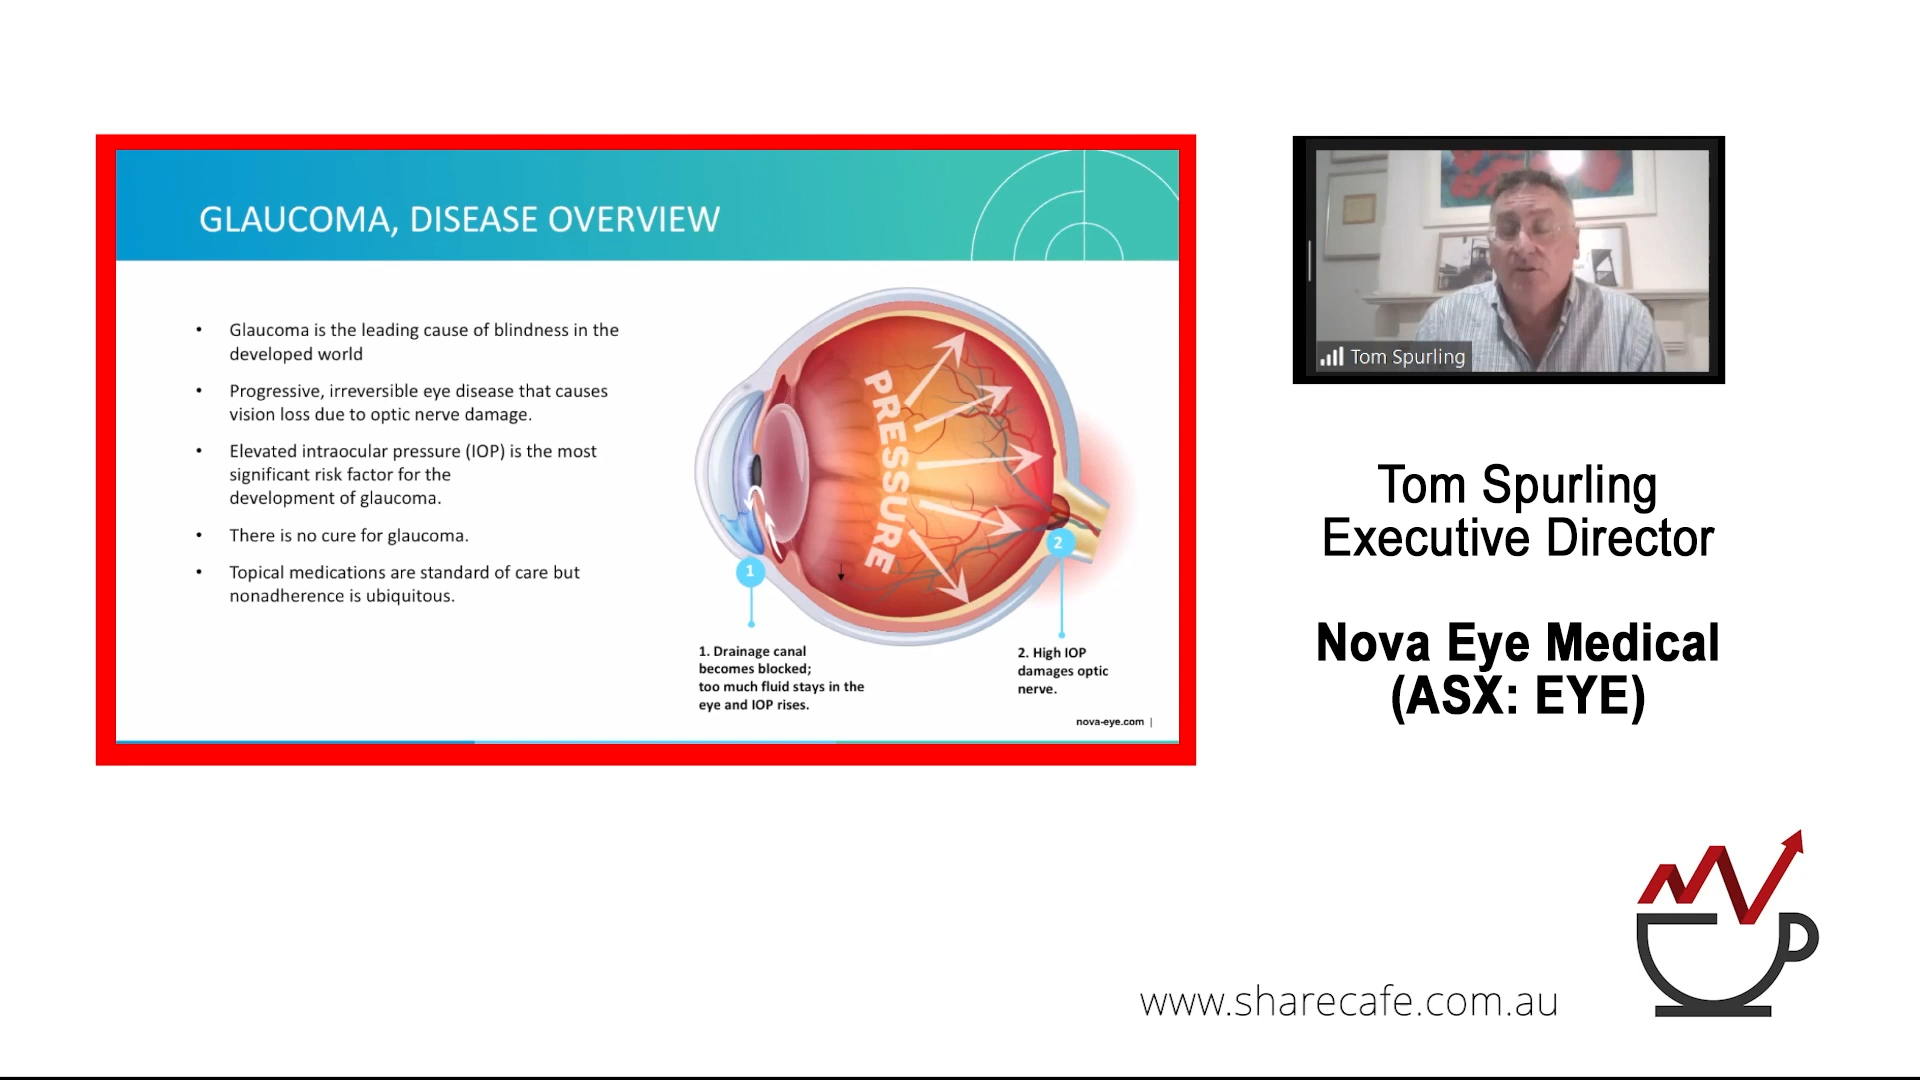 GLAUCOMA, DISEASE OVERVIEW
• Glaucoma is the leading cause of blindness in the
developed world
• Progressive, irreversible eye disease that causes
vision loss due to optic nerve damage.
• Elevated intraocular pressure (IOP) is the most
significant risk factor for the
development of glaucoma.
• There is no cure for glaucoma.
• Topical medications are standard of care but
nonadherence is ubiquitous.
PRESSURE
1
2
1. Drainage canal
becomes blocked;
too much fluid stays in the
eye and IOP rises.
2. High IOP
damages optic
nerve.
nova-eye.com |
Tom Spurling
Tom Spurling
Executive Director
Nova Eye Medical
(ASX: EYE)
www.sharecafe.com.au